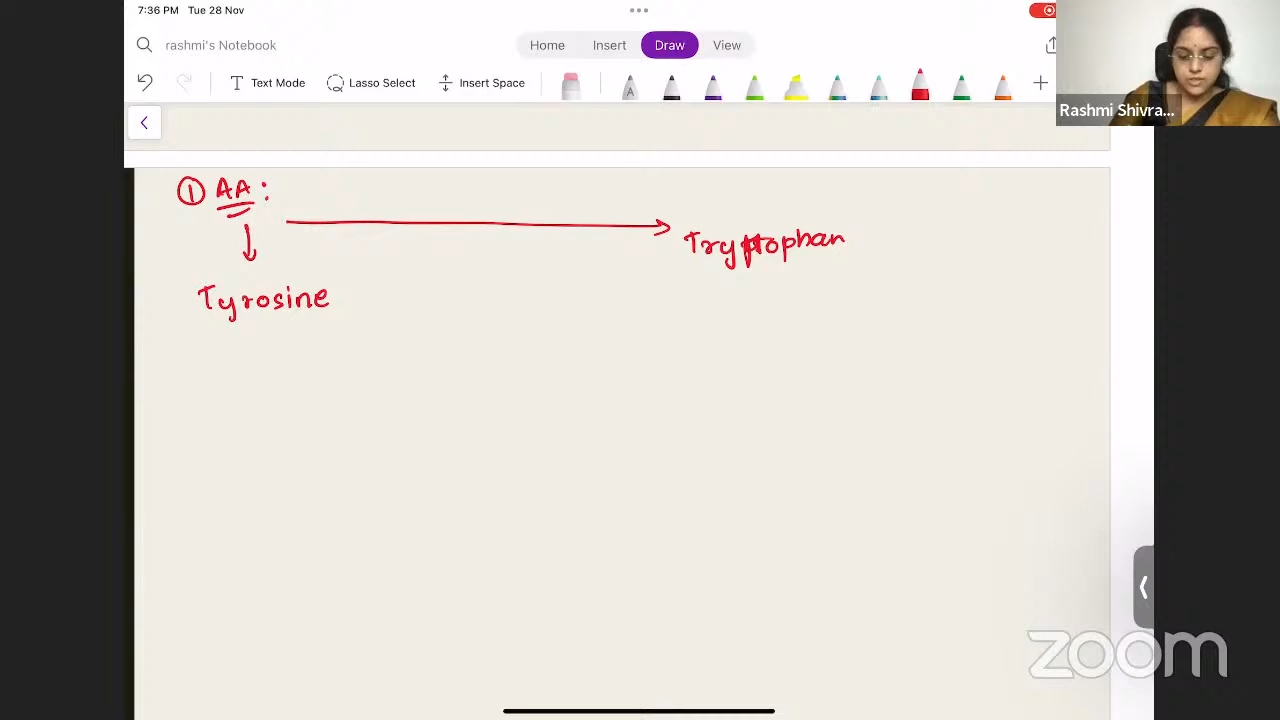 7:36 PM Tue 28 Nov
rashmi's Notebook
Home Insert Draw View
Text Mode Lasso Select Insert Space
A
Rashmi Shivra...
① AA:
Tryptophan
Tyrosine
zoom